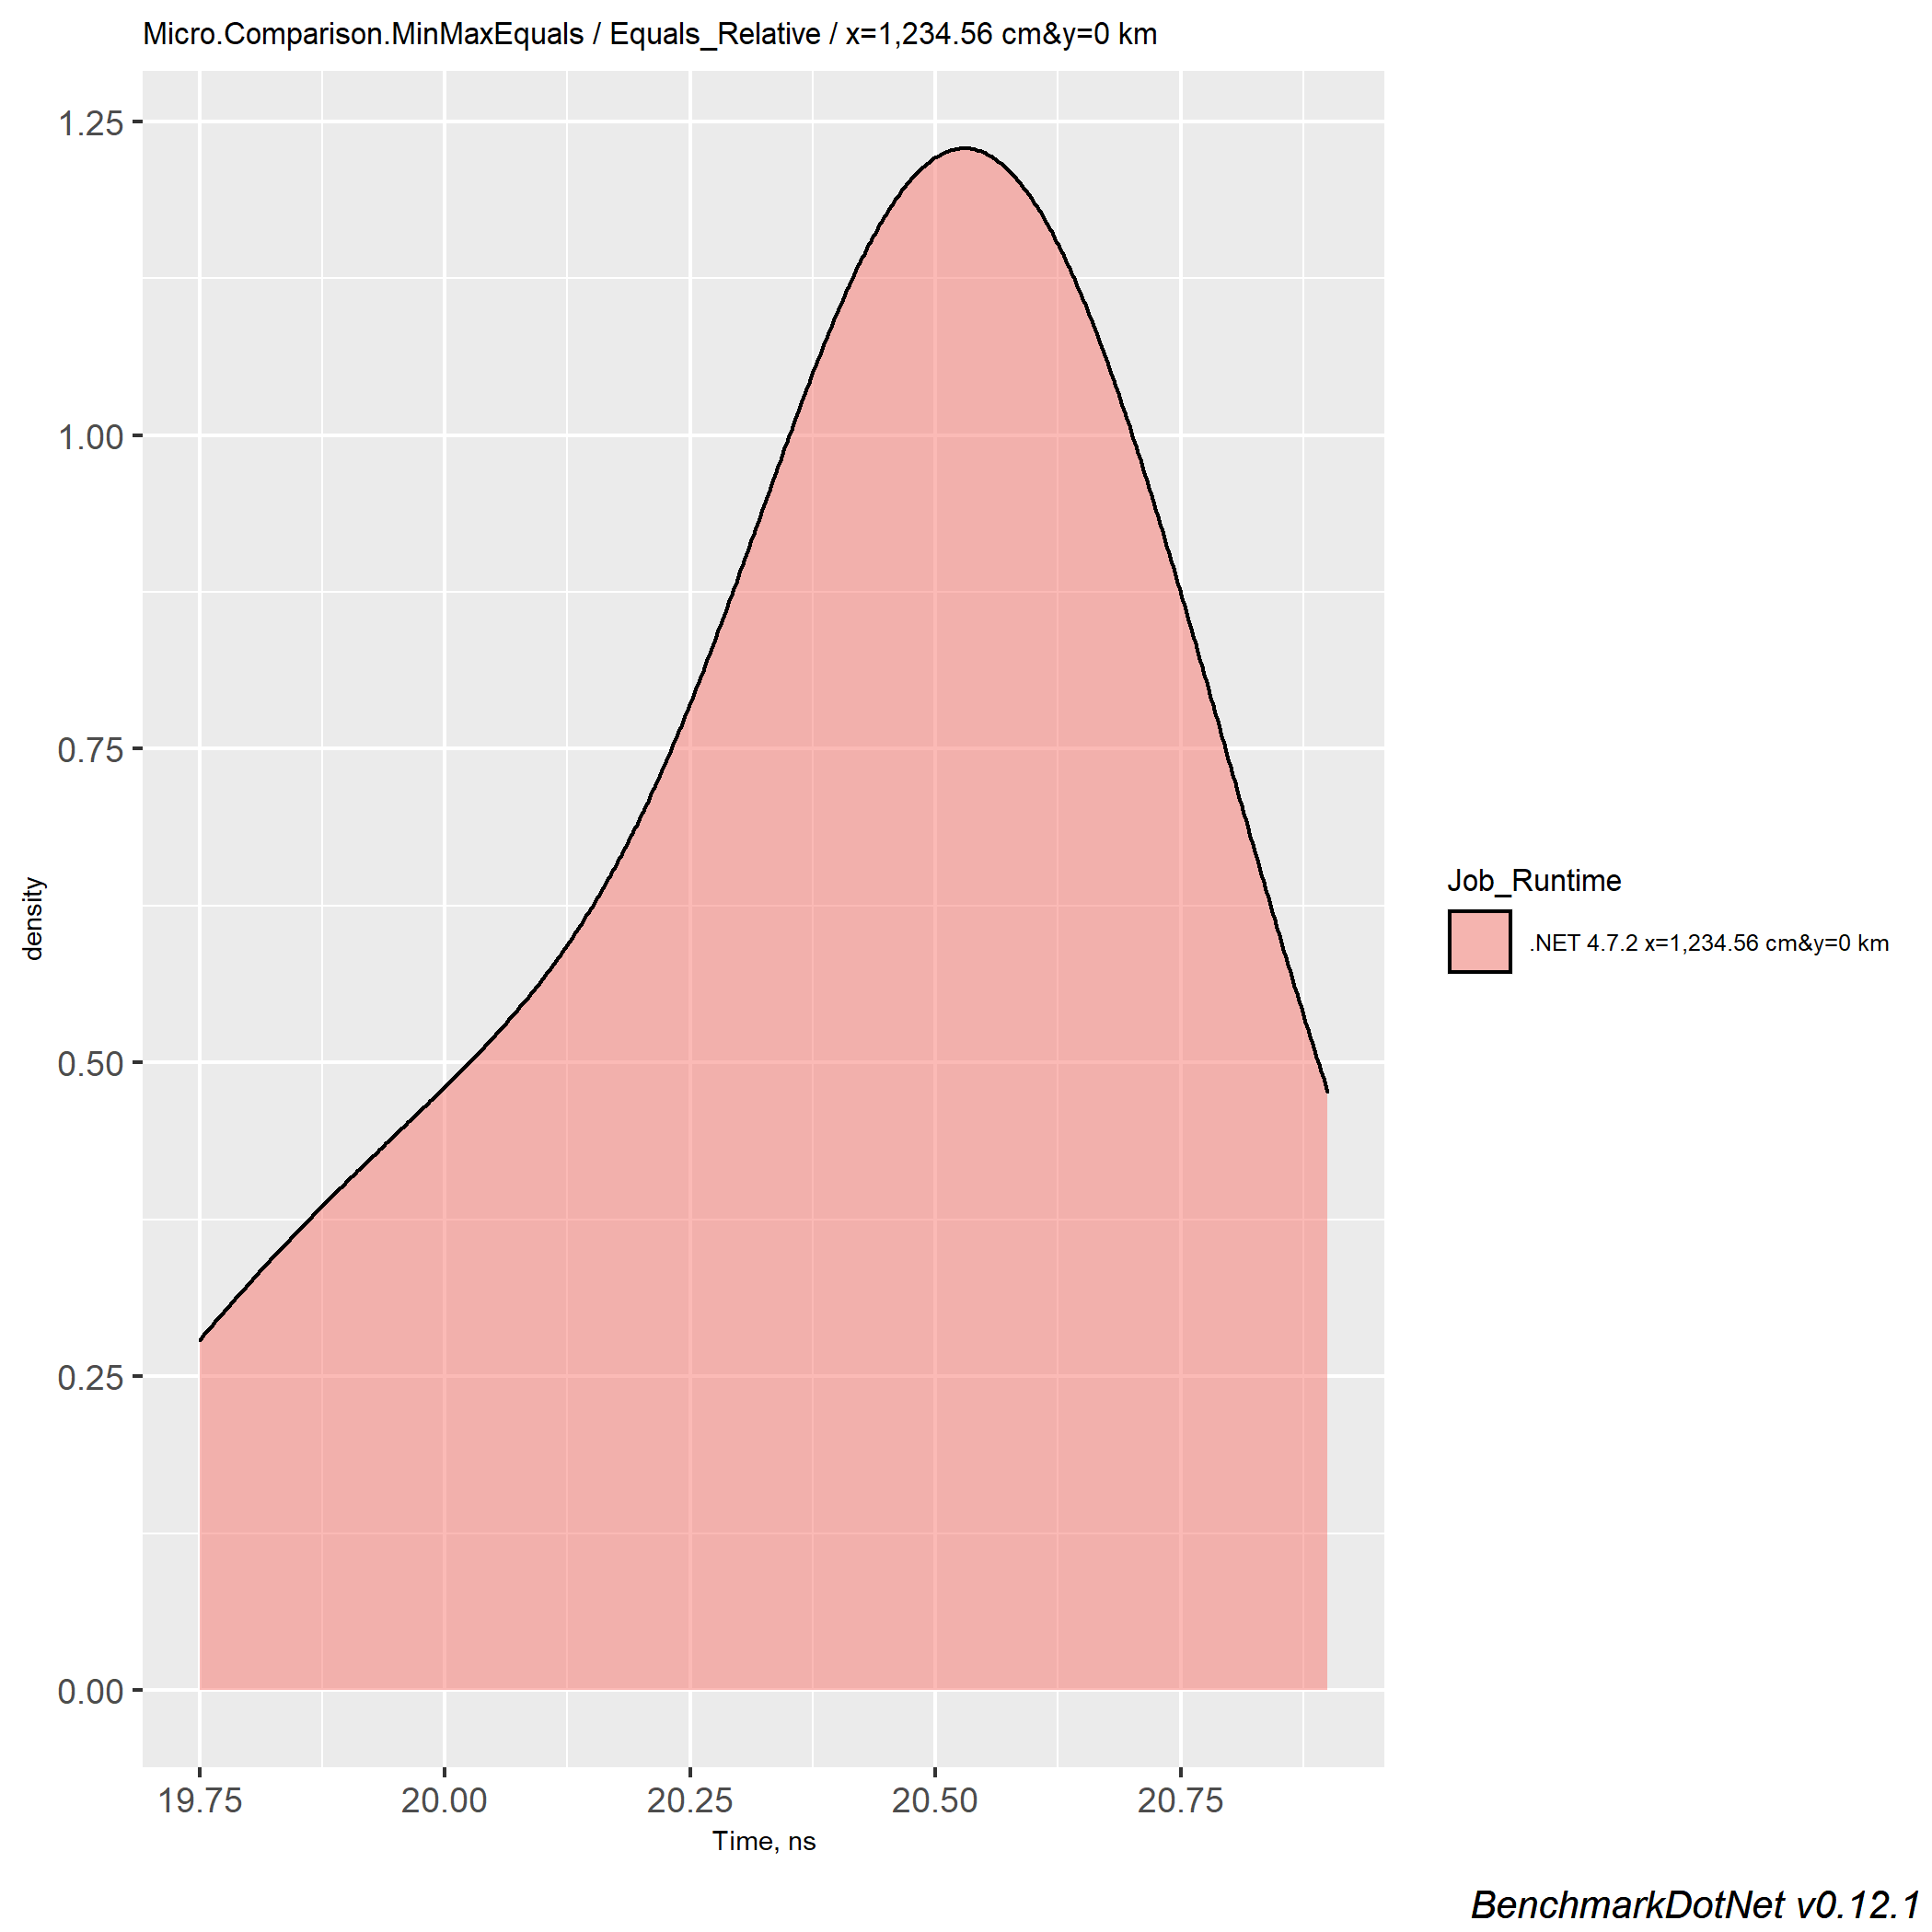 Micro.Comparison.MinMaxEquals / Equals_Relative / x=1,234.56 cm&y=0 km
1.25
1.00
0.75
0.50
0.25
0.00
density
19.75 20.00 20.25 20.50 20.75
Time, ns
Job_Runtime
.NET 4.7.2 x=1,234.56 cm&y=0 km
BenchmarkDotNet v0.12.1